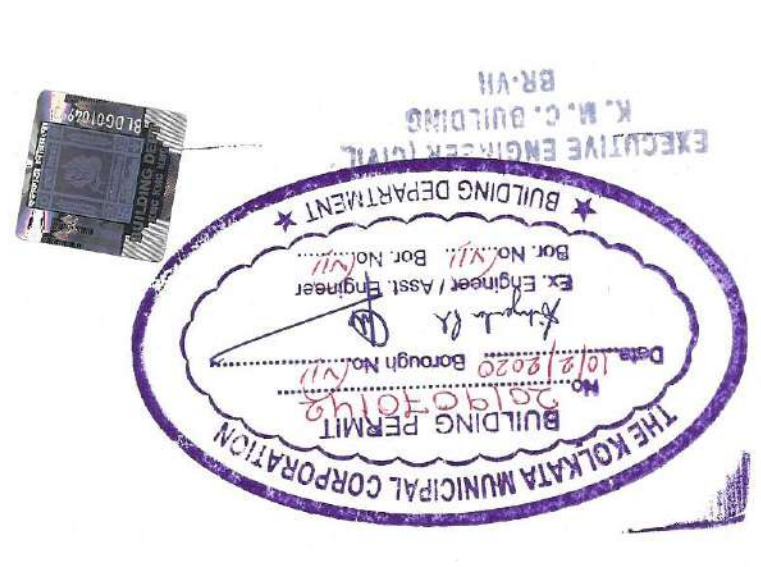 THE KOLKATA MUNICIPAL CORPORATION
BUILDING PERMIT
No 2019070142
Date 10/2/2020 Borough No. VII
Ex. Engineer / Asst. Engineer
Bor. No. VII Bor. No. VII
★ BUILDING DEPARTMENT ★
EXECUTIVE ENGINEER (CIVIL
K. M. C. BUILDING
BR-VII
BUILDING